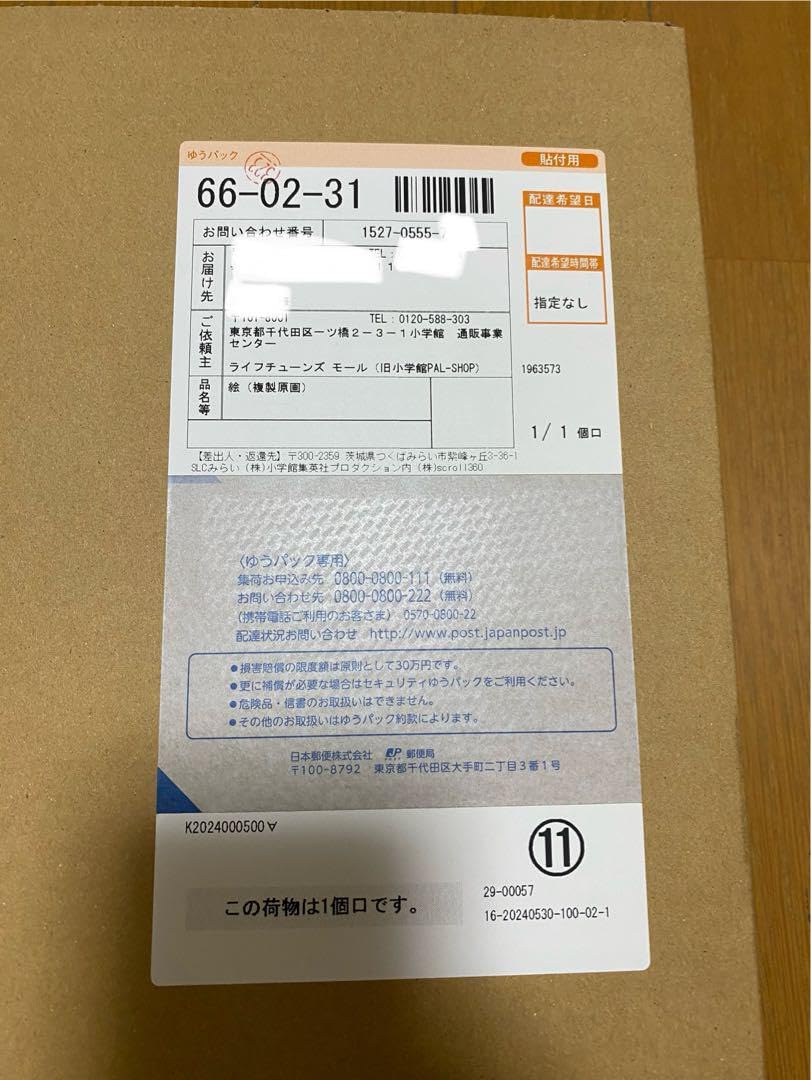 ゆうパック
貼付用
66-02-31
配達希望日
お問い合わせ番号 1527-0555-
お届け先 TEL:
配達希望時間帯
指定なし
ご依頼主 TEL:0120-588-303
東京都千代田区一ツ橋2-3-1小学館 通販事業
センター
ライフチューンズ モール(旧小学館PAL-SHOP)
1963573
品名等 絵(複製原画)
1/ 1 個口
【差出人・返還先】〒300-2359 茨城県つくばみらい市紫峰ヶ丘3-36-1
SLCみらい(株)小学館集英社プロダクション内(株)scroll360
〈ゆうパック専用〉
集荷お申込み先 0800-0800-111(無料)
お問い合わせ先 0800-0800-222(無料)
(携帯電話ご利用のお客さま) 0570-0800-22
配達状況お問い合わせ http://www.post.japanpost.jp
●損害賠償の限度額は原則として30万円です。
●更に補償が必要な場合はセキュリティゆうパックをご利用ください。
●危険品・信書のお取扱いはできません。
●その他のお取扱いはゆうパック約款によります。
日本郵便株式会社 JP POST 郵便局
〒100-8792 東京都千代田区大手町二丁目3番1号
K2024000500∀
⑪
この荷物は1個口です。
29-00057
16-20240530-100-02-1